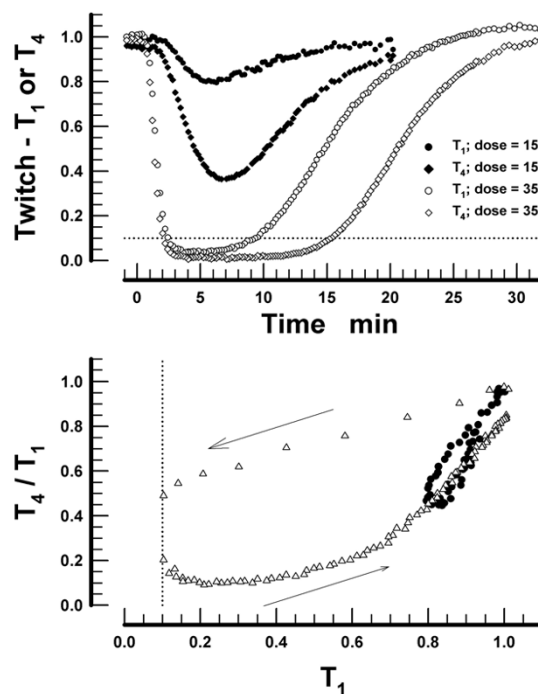 Twitch - T₁ or T₄
1.0
0.8
0.6
0.4
0.2
0.0
T₁; dose = 15
T₄; dose = 15
T₁; dose = 35
T₄; dose = 35
0 5 10 15 20 25 30
Time min
T₄ / T₁
1.0
0.8
0.6
0.4
0.2
0.0
0.0 0.2 0.4 0.6 0.8 1.0
T₁